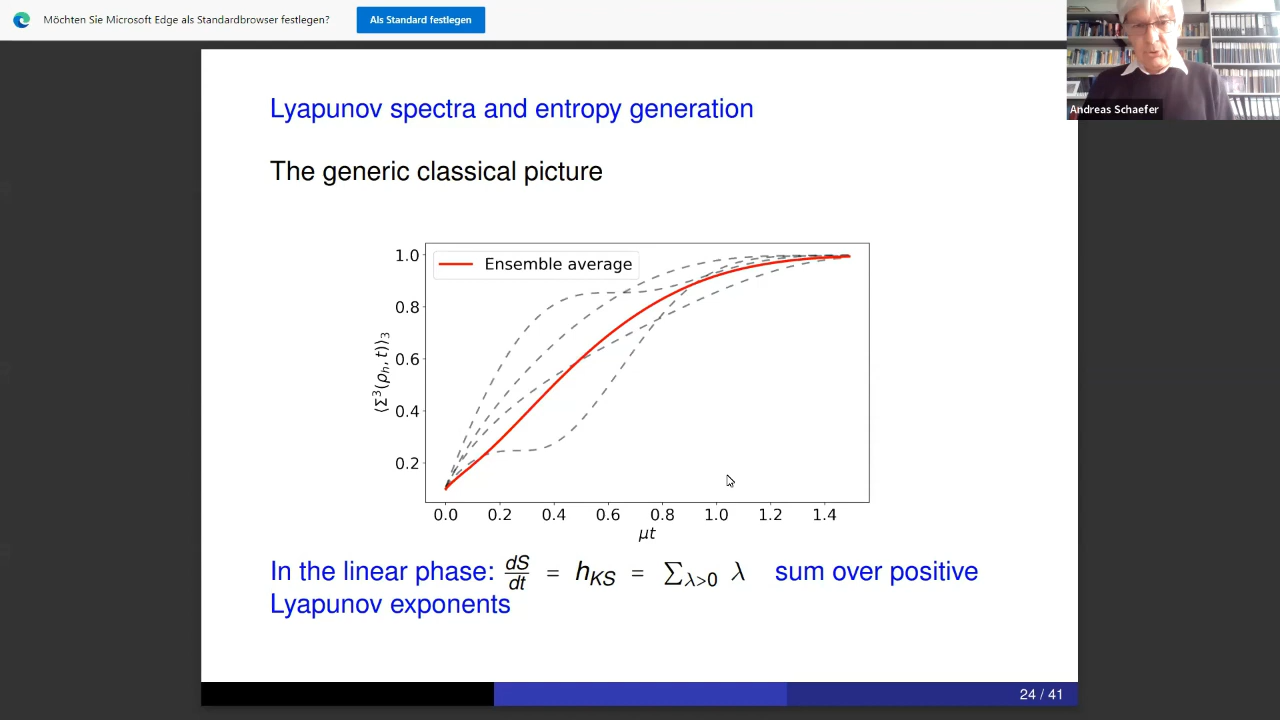 Möchten Sie Microsoft Edge als Standardbrowser festlegen?
Als Standard festlegen
Andreas Schaefer
Lyapunov spectra and entropy generation
The generic classical picture
Ensemble average
1.0
0.8
0.6
0.4
0.2
⟨Σ³(ρₕ, t)⟩₃
0.0 0.2 0.4 0.6 0.8 1.0 1.2 1.4
μt
In the linear phase: dS/dt = h_KS = ∑_λ>0 λ sum over positive
Lyapunov exponents
24 / 41